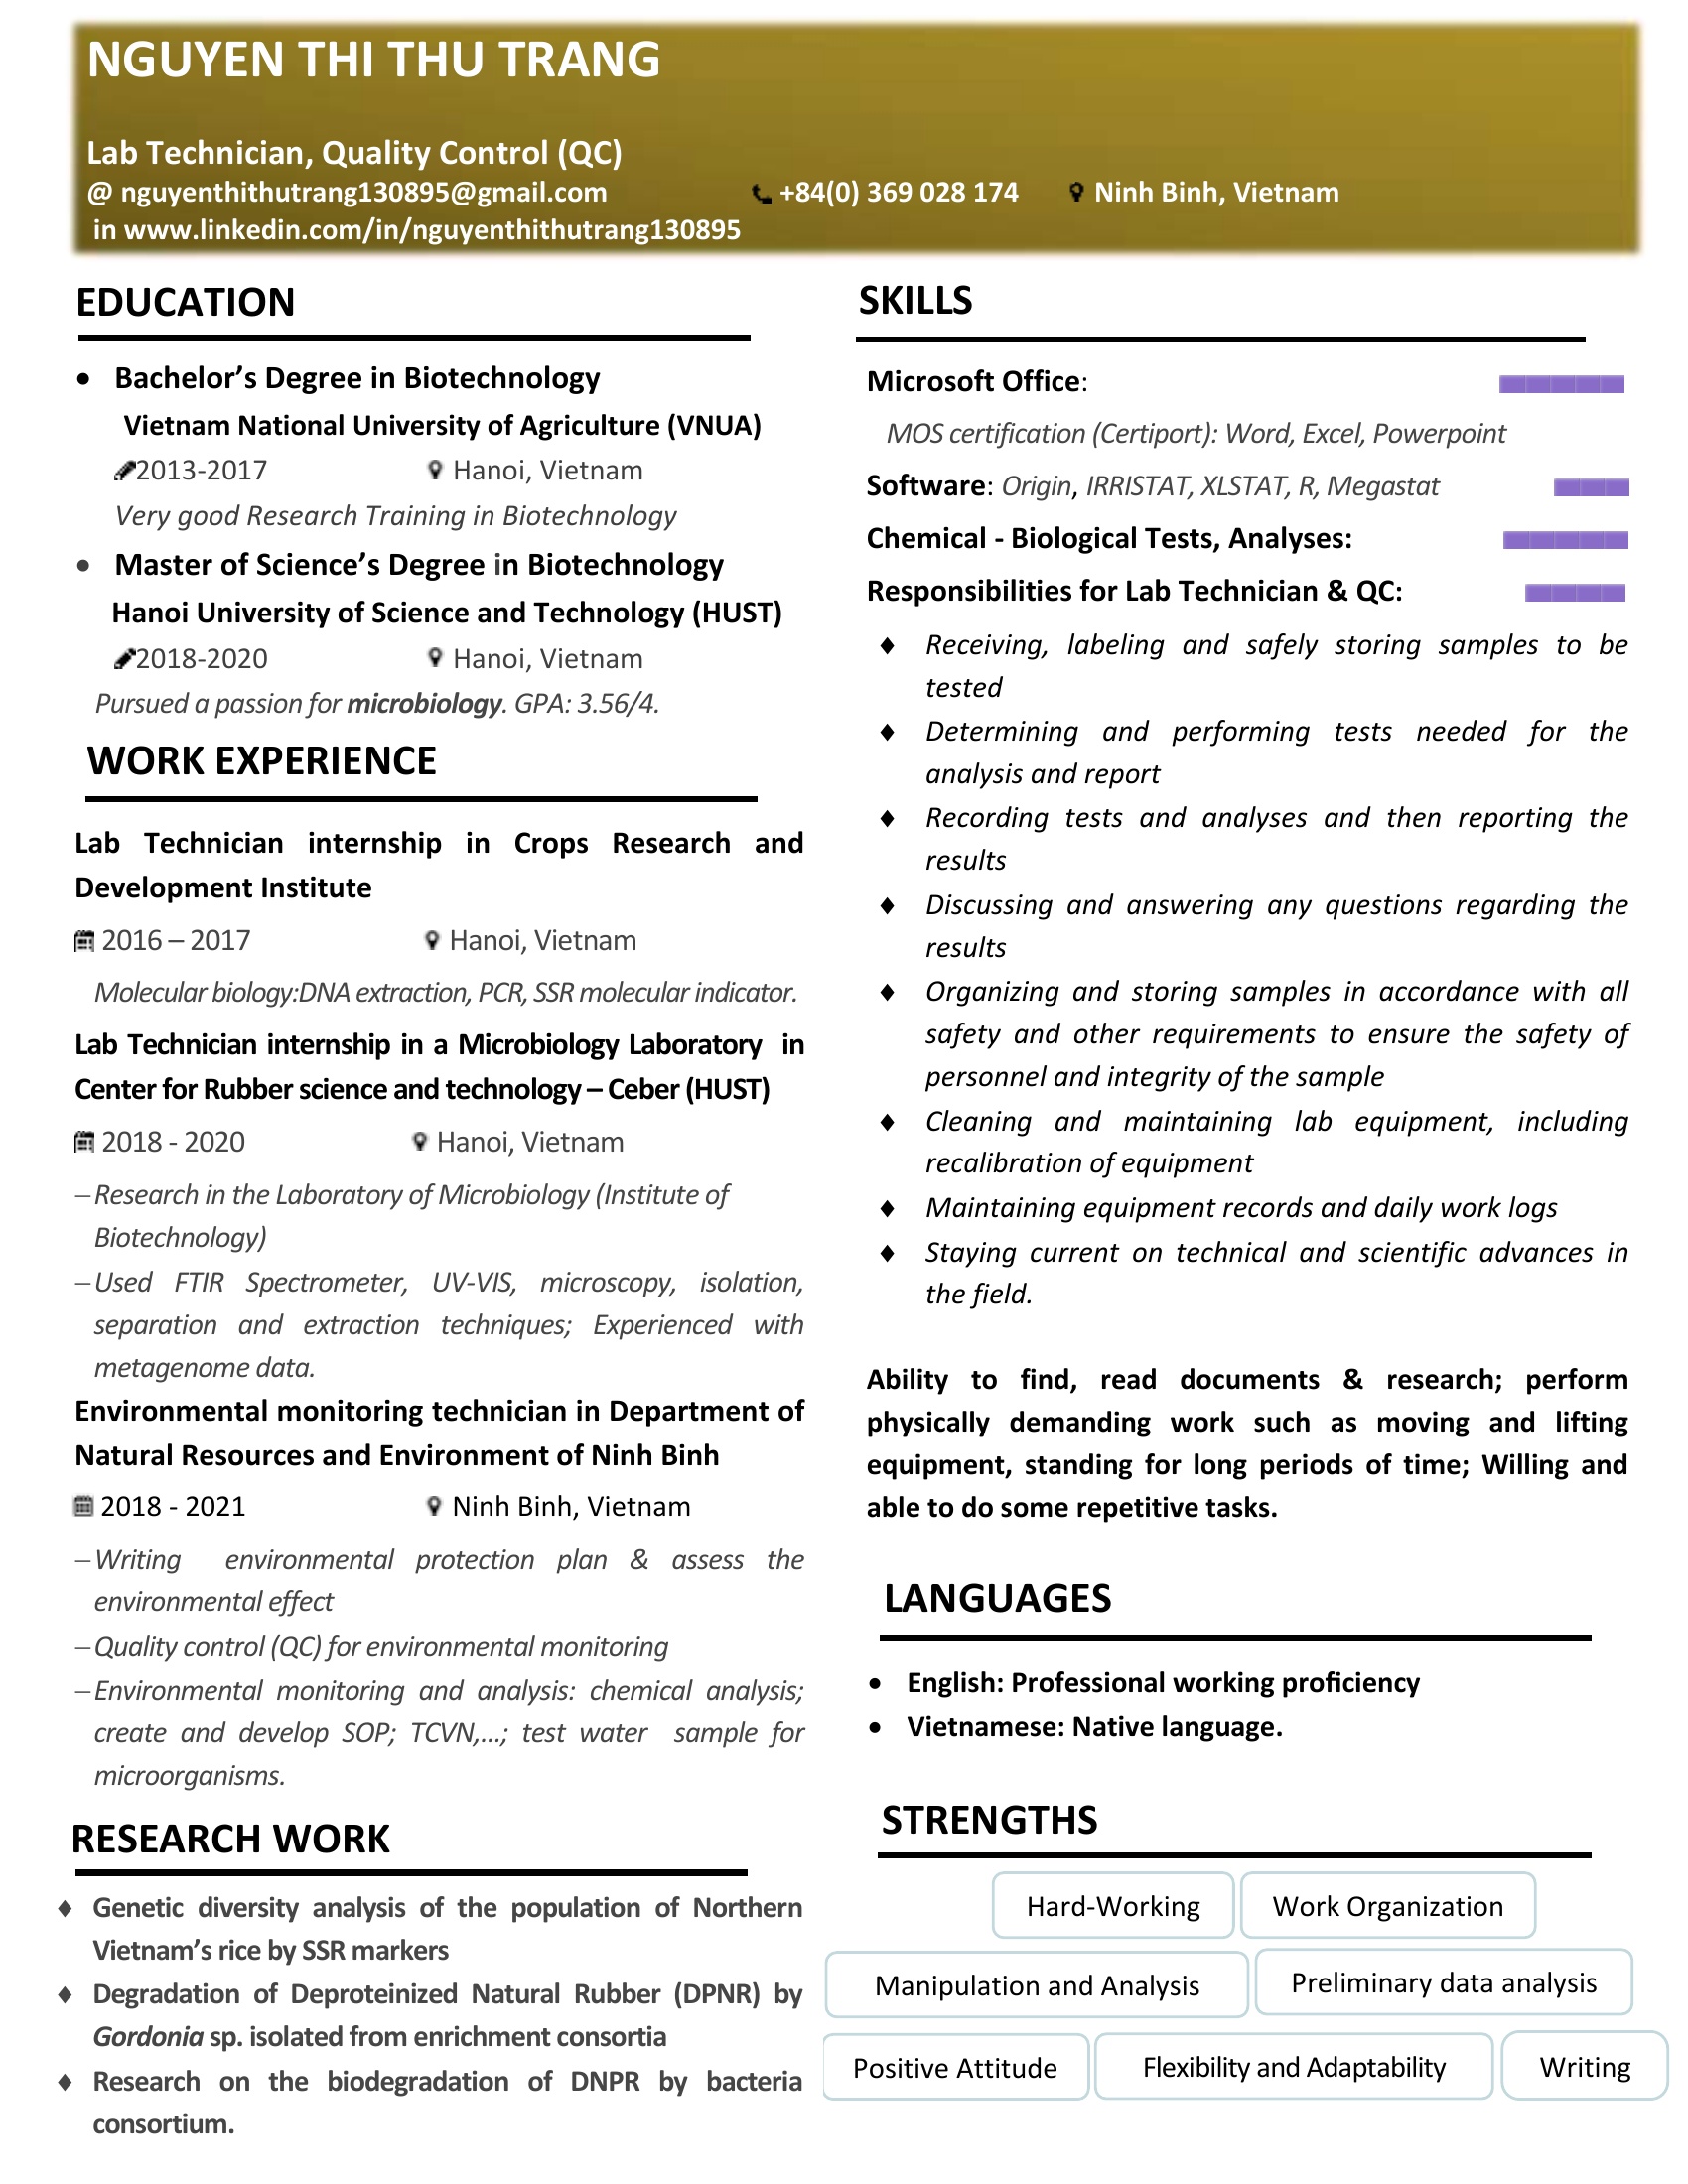 NGUYEN THI THU TRANG
Lab Technician, Quality Control (QC)
@ nguyenthithutrang130895@gmail.com +84(0) 369 028 174 Ninh Binh, Vietnam
in www.linkedin.com/in/nguyenthithutrang130895
EDUCATION
• Bachelor’s Degree in Biotechnology
Vietnam National University of Agriculture (VNUA)
2013-2017 Hanoi, Vietnam
Very good Research Training in Biotechnology
• Master of Science’s Degree in Biotechnology
Hanoi University of Science and Technology (HUST)
2018-2020 Hanoi, Vietnam
Pursued a passion for microbiology. GPA: 3.56/4.
WORK EXPERIENCE
Lab Technician internship in Crops Research and
Development Institute
2016 – 2017 Hanoi, Vietnam
Molecular biology:DNA extraction, PCR, SSR molecular indicator.
Lab Technician internship in a Microbiology Laboratory in
Center for Rubber science and technology – Ceber (HUST)
2018 - 2020 Hanoi, Vietnam
– Research in the Laboratory of Microbiology (Institute of
Biotechnology)
– Used FTIR Spectrometer, UV-VIS, microscopy, isolation,
separation and extraction techniques; Experienced with
metagenome data.
Environmental monitoring technician in Department of
Natural Resources and Environment of Ninh Binh
2018 - 2021 Ninh Binh, Vietnam
– Writing environmental protection plan & assess the
environmental effect
– Quality control (QC) for environmental monitoring
– Environmental monitoring and analysis: chemical analysis;
create and develop SOP; TCVN,...; test water sample for
microorganisms.
RESEARCH WORK
♦ Genetic diversity analysis of the population of Northern
Vietnam’s rice by SSR markers
♦ Degradation of Deproteinized Natural Rubber (DPNR) by
Gordonia sp. isolated from enrichment consortia
♦ Research on the biodegradation of DNPR by bacteria
consortium.
SKILLS
Microsoft Office:
MOS certification (Certiport): Word, Excel, Powerpoint
Software: Origin, IRRISTAT, XLSTAT, R, Megastat
Chemical - Biological Tests, Analyses:
Responsibilities for Lab Technician & QC:
♦ Receiving, labeling and safely storing samples to be
tested
♦ Determining and performing tests needed for the
analysis and report
♦ Recording tests and analyses and then reporting the
results
♦ Discussing and answering any questions regarding the
results
♦ Organizing and storing samples in accordance with all
safety and other requirements to ensure the safety of
personnel and integrity of the sample
♦ Cleaning and maintaining lab equipment, including
recalibration of equipment
♦ Maintaining equipment records and daily work logs
♦ Staying current on technical and scientific advances in
the field.
Ability to find, read documents & research; perform
physically demanding work such as moving and lifting
equipment, standing for long periods of time; Willing and
able to do some repetitive tasks.
LANGUAGES
• English: Professional working proficiency
• Vietnamese: Native language.
STRENGTHS
Hard-Working Work Organization
Manipulation and Analysis Preliminary data analysis
Positive Attitude Flexibility and Adaptability Writing